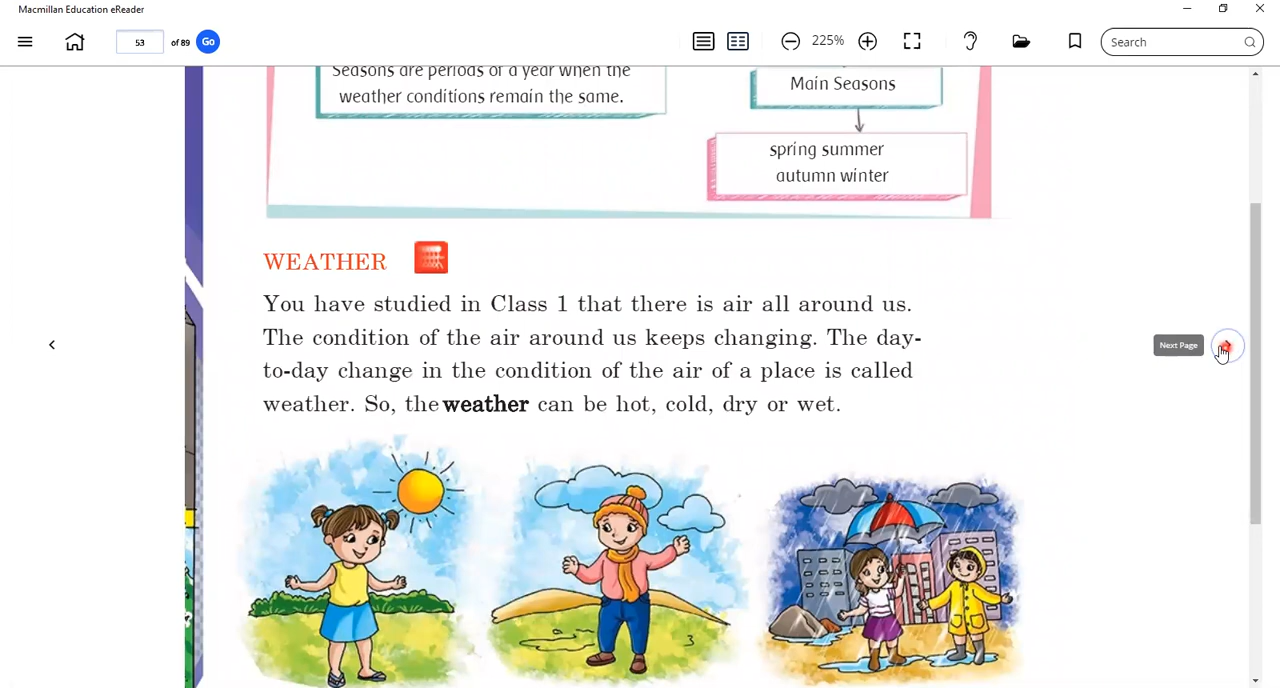 Macmillan Education eReader
53 of 89 Go
225%
Search
Seasons are periods of a year when the
weather conditions remain the same.
Main Seasons
spring summer
autumn winter
WEATHER
You have studied in Class 1 that there is air all around us.
The condition of the air around us keeps changing. The day-
to-day change in the condition of the air of a place is called
weather. So, the weather can be hot, cold, dry or wet.
Next Page